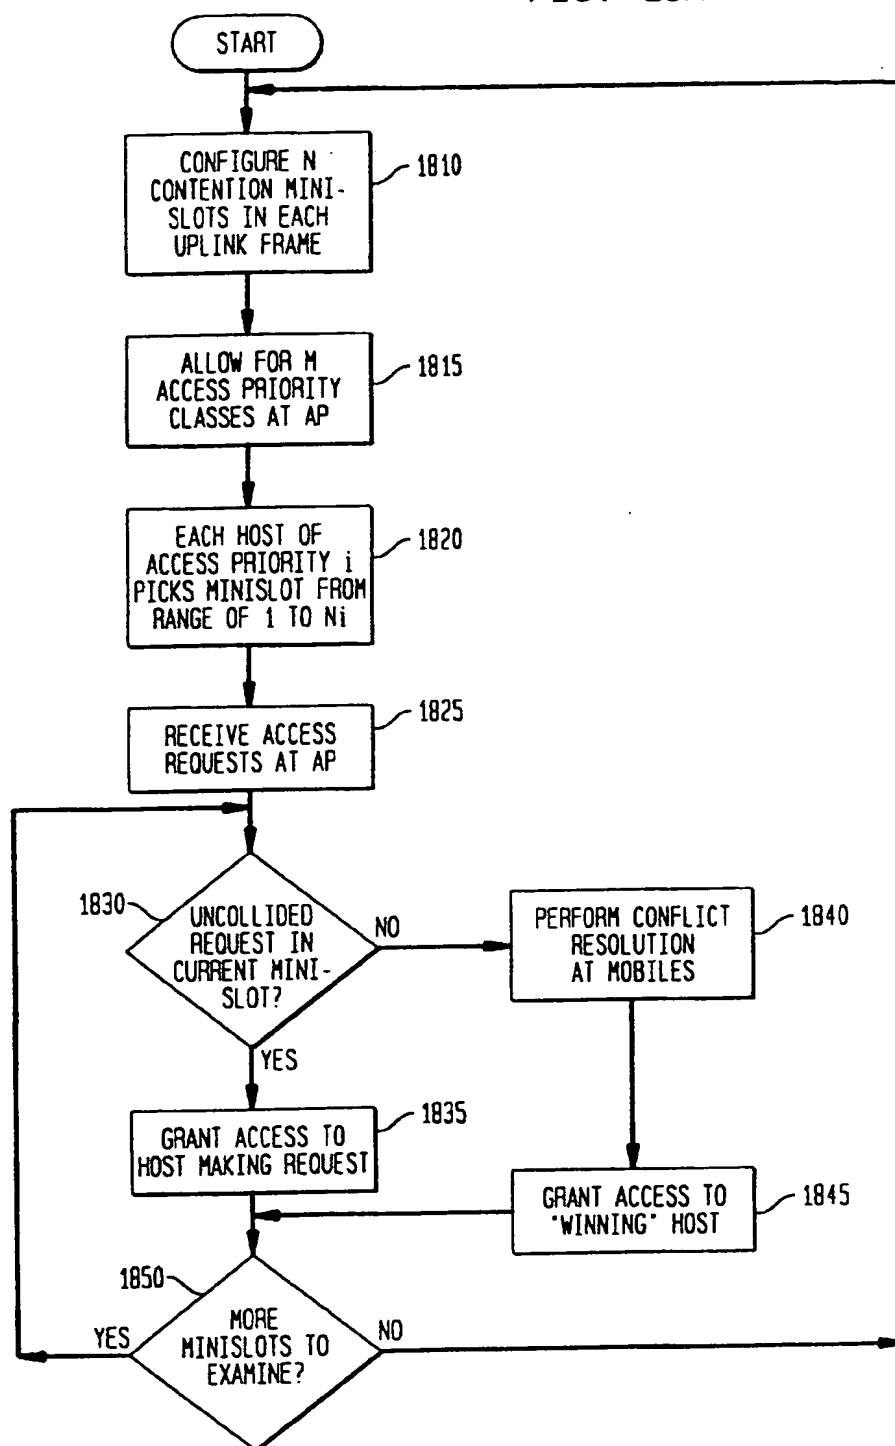 START
CONFIGURE N
CONTENTION MINI-
SLOTS IN EACH
UPLINK FRAME
1810
ALLOW FOR M
ACCESS PRIORITY
CLASSES AT AP
1815
EACH HOST OF
ACCESS PRIORITY i
PICKS MINISLOT FROM
RANGE OF 1 TO Ni
1820
RECEIVE ACCESS
REQUESTS AT AP
1825
1830
UNCOLLIDED
REQUEST IN
CURRENT MINI-
SLOT?
NO
YES
PERFORM CONFLICT
RESOLUTION
AT MOBILES
1840
GRANT ACCESS TO
HOST MAKING REQUEST
1835
GRANT ACCESS TO
"WINNING" HOST
1845
1850
MORE
MINISLOTS TO
EXAMINE?
YES
NO